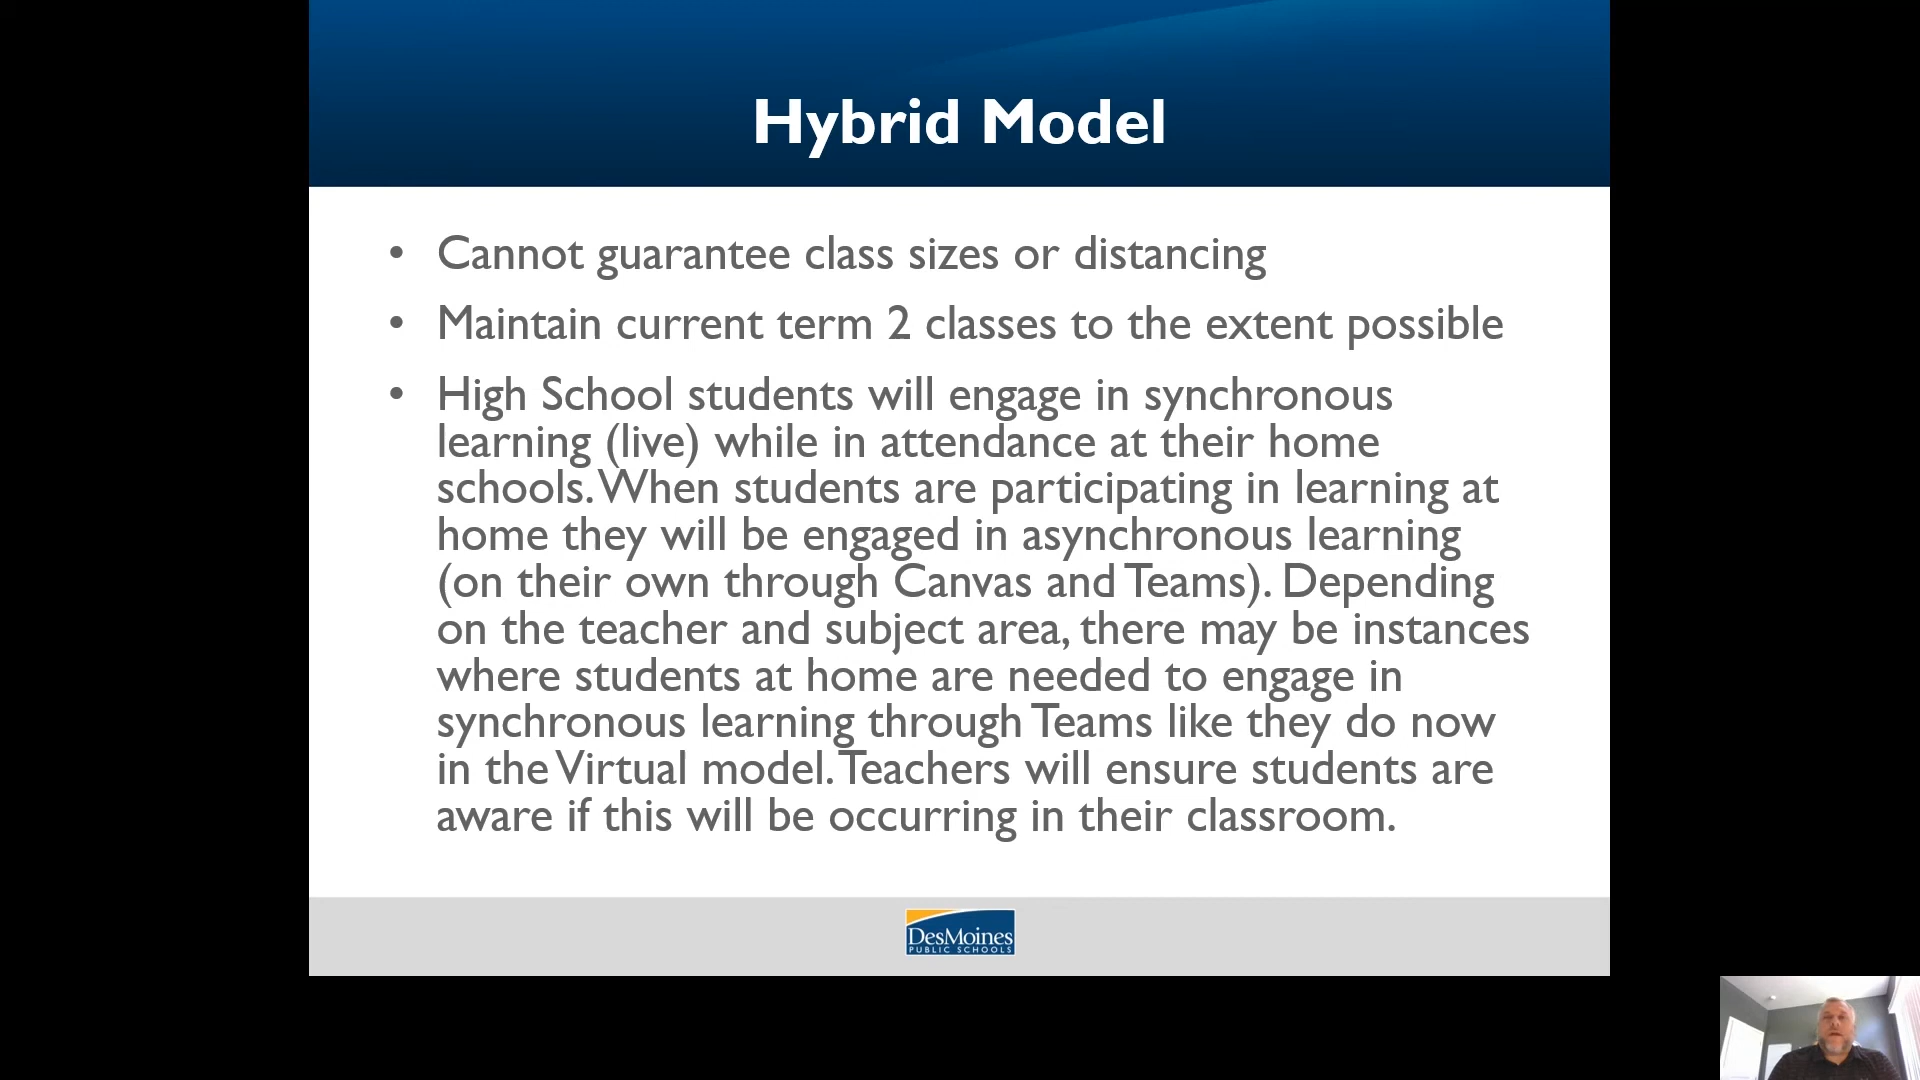 Hybrid Model
• Cannot guarantee class sizes or distancing
• Maintain current term 2 classes to the extent possible
• High School students will engage in synchronous
learning (live) while in attendance at their home
schools. When students are participating in learning at
home they will be engaged in asynchronous learning
(on their own through Canvas and Teams). Depending
on the teacher and subject area, there may be instances
where students at home are needed to engage in
synchronous learning through Teams like they do now
in the Virtual model. Teachers will ensure students are
aware if this will be occurring in their classroom.
DesMoines
PUBLIC SCHOOLS